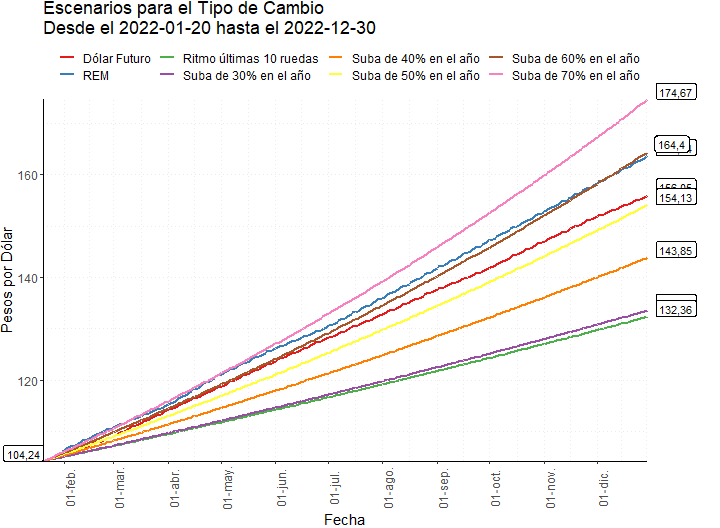 Escenarios para el Tipo de Cambio
Desde el 2022-01-20 hasta el 2022-12-30
Dólar Futuro
Ritmo últimas 10 ruedas
Suba de 40% en el año
Suba de 60% en el año
REM
Suba de 30% en el año
Suba de 50% en el año
Suba de 70% en el año
174,67
164,4
154,13
143,85
132,36
104,24
160
140
120
Pesos por Dólar
01-feb.
01-mar.
01-abr.
01-may.
01-jun.
01-jul.
01-ago.
01-sep.
01-oct.
01-nov.
01-dic.
Fecha